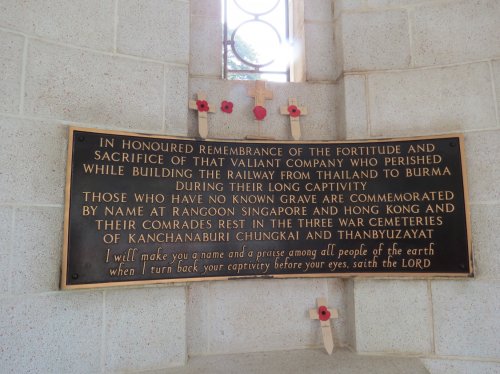 IN HONOURED REMEMBRANCE OF THE FORTITUDE AND
SACRIFICE OF THAT VALIANT COMPANY WHO PERISHED
WHILE BUILDING THE RAILWAY FROM THAILAND TO BURMA
DURING THEIR LONG CAPTIVITY
THOSE WHO HAVE NO KNOWN GRAVE ARE COMMEMORATED
BY NAME AT RANGOON SINGAPORE AND HONG KONG AND
THEIR COMRADES REST IN THE THREE WAR CEMETERIES
OF KANCHANABURI CHUNGKAI AND THANBYUZAYAT
I will make you a name and a praise among all people of the earth
when I turn back your captivity before your eyes, saith the LORD